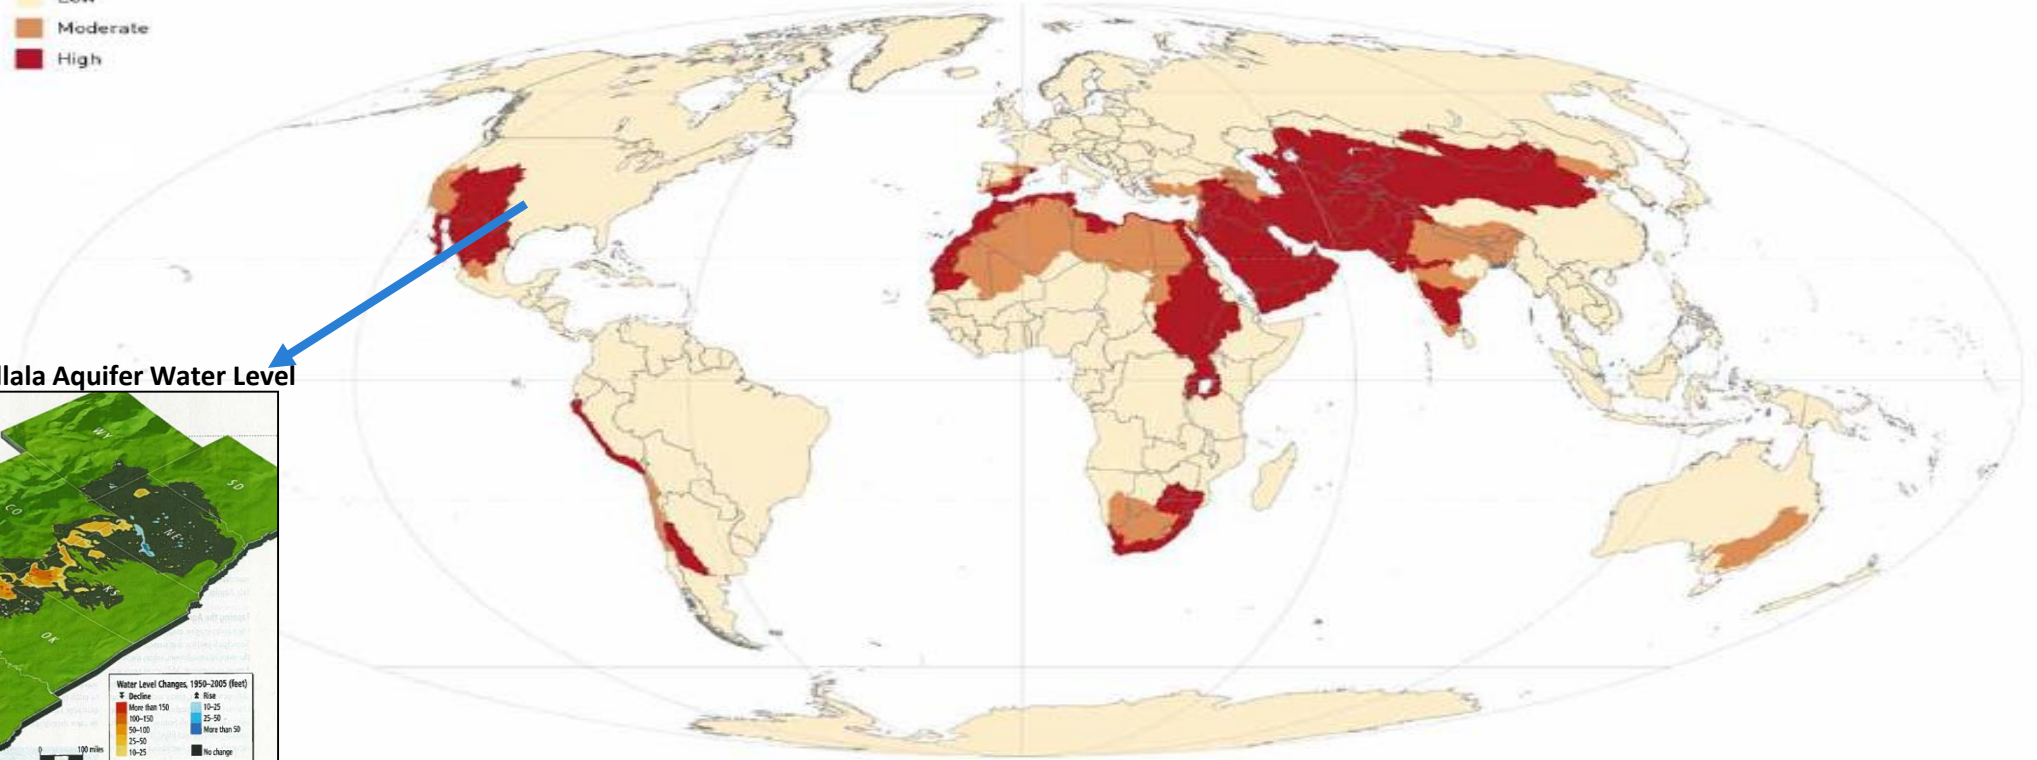 Low
Moderate
High
llala Aquifer Water Level
WY
SD
CO
NE
KS
OK
Water Level Changes, 1950–2005 (feet)
Decline
Rise
More than 150
10–25
100–150
25–50
50–100
More than 50
25–50
10–25
No change
0
100 miles